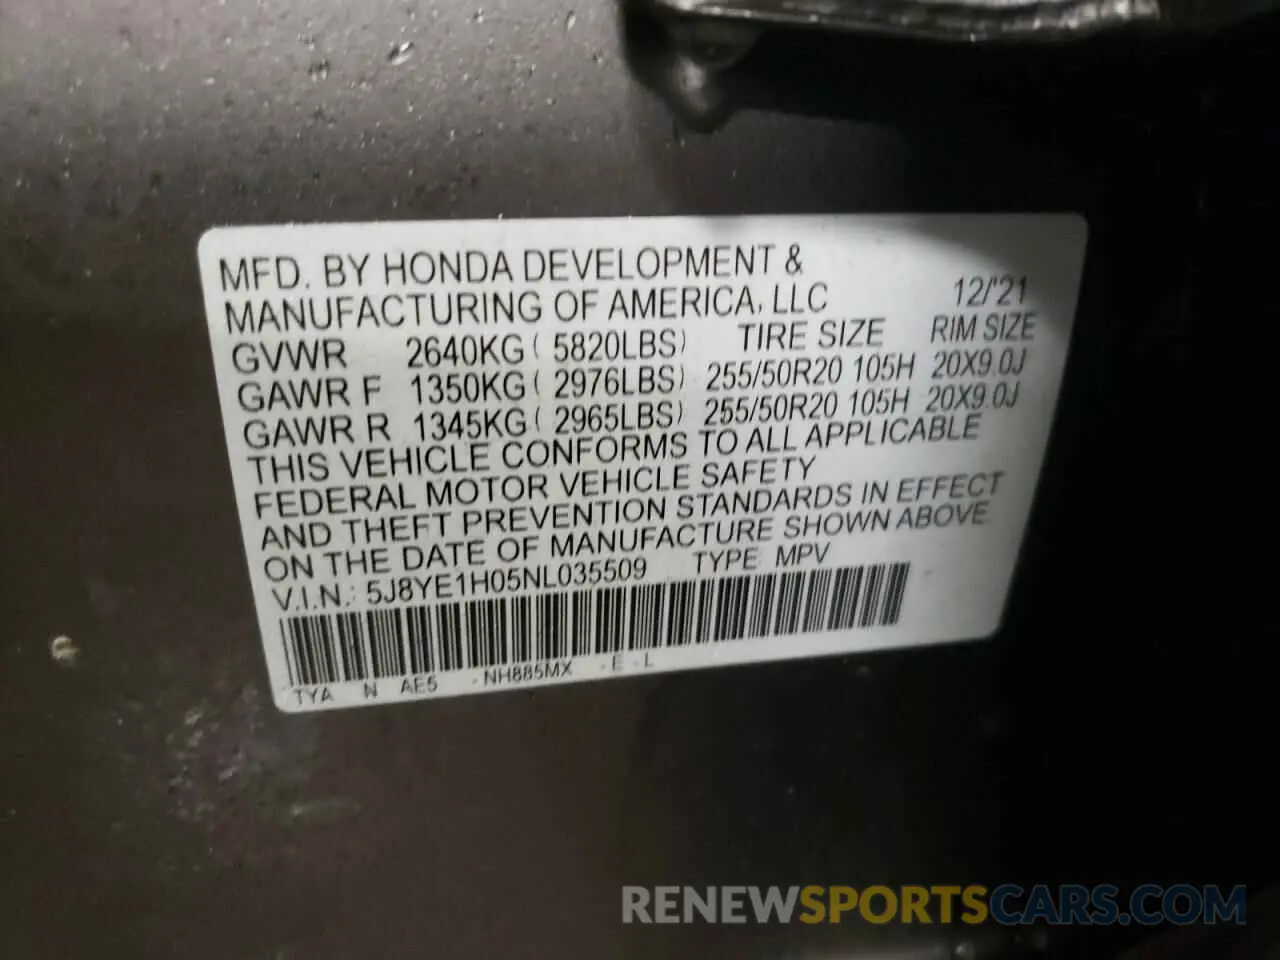 MFD. BY HONDA DEVELOPMENT &
MANUFACTURING OF AMERICA, LLC 12/'21
GVWR 2640KG ( 5820LBS) TIRE SIZE RIM SIZE
GAWR F 1350KG ( 2976LBS) 255/50R20 105H 20X9.0J
GAWR R 1345KG ( 2965LBS) 255/50R20 105H 20X9.0J
THIS VEHICLE CONFORMS TO ALL APPLICABLE
FEDERAL MOTOR VEHICLE SAFETY
AND THEFT PREVENTION STANDARDS IN EFFECT
ON THE DATE OF MANUFACTURE SHOWN ABOVE
V.I.N.: 5J8YE1H05NL035509 TYPE MPV
TYA N AE5 -NH885MX -E -L
RENEWSPORTSCARS.COM